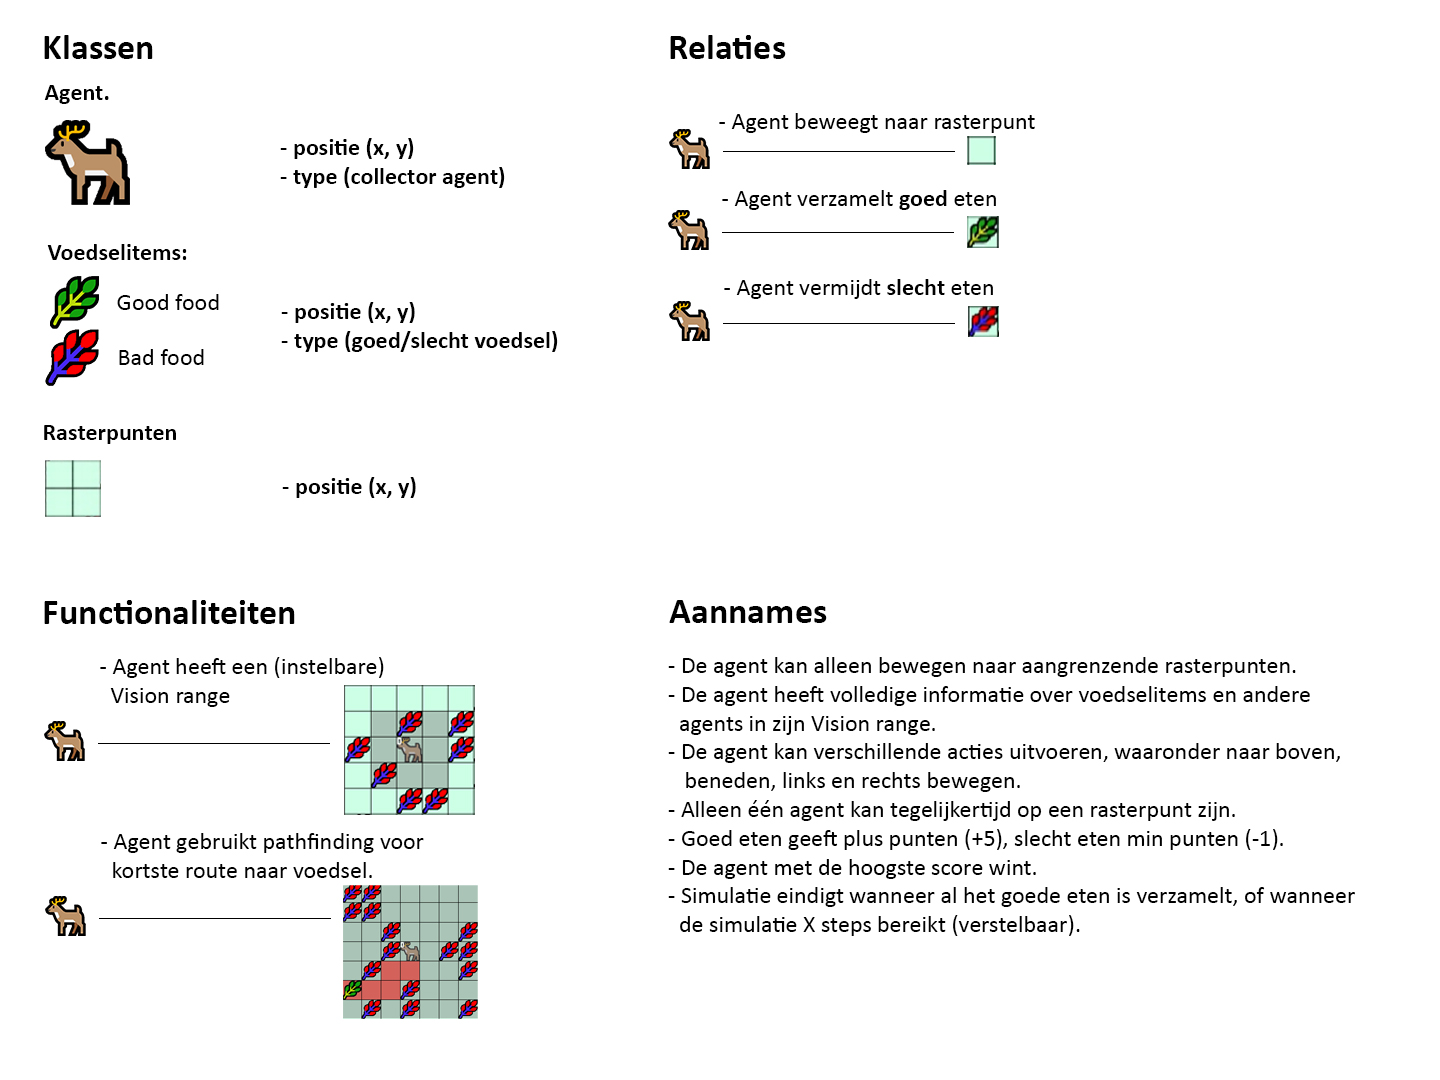 Klassen
Agent.
- positie (x, y)
- type (collector agent)
Voedselitems:
Good food
Bad food
- positie (x, y)
- type (goed/slecht voedsel)
Rasterpunten
- positie (x, y)
Relaties
- Agent beweegt naar rasterpunt
- Agent verzamelt goed eten
- Agent vermijdt slecht eten
Functionaliteiten
- Agent heeft een (instelbare)
Vision range
- Agent gebruikt pathfinding voor
kortste route naar voedsel.
Aannames
- De agent kan alleen bewegen naar aangrenzende rasterpunten.
- De agent heeft volledige informatie over voedselitems en andere
agents in zijn Vision range.
- De agent kan verschillende acties uitvoeren, waaronder naar boven,
beneden, links en rechts bewegen.
- Alleen één agent kan tegelijkertijd op een rasterpunt zijn.
- Goed eten geeft plus punten (+5), slecht eten min punten (-1).
- De agent met de hoogste score wint.
- Simulatie eindigt wanneer al het goede eten is verzamelt, of wanneer
de simulatie X steps bereikt (verstelbaar).